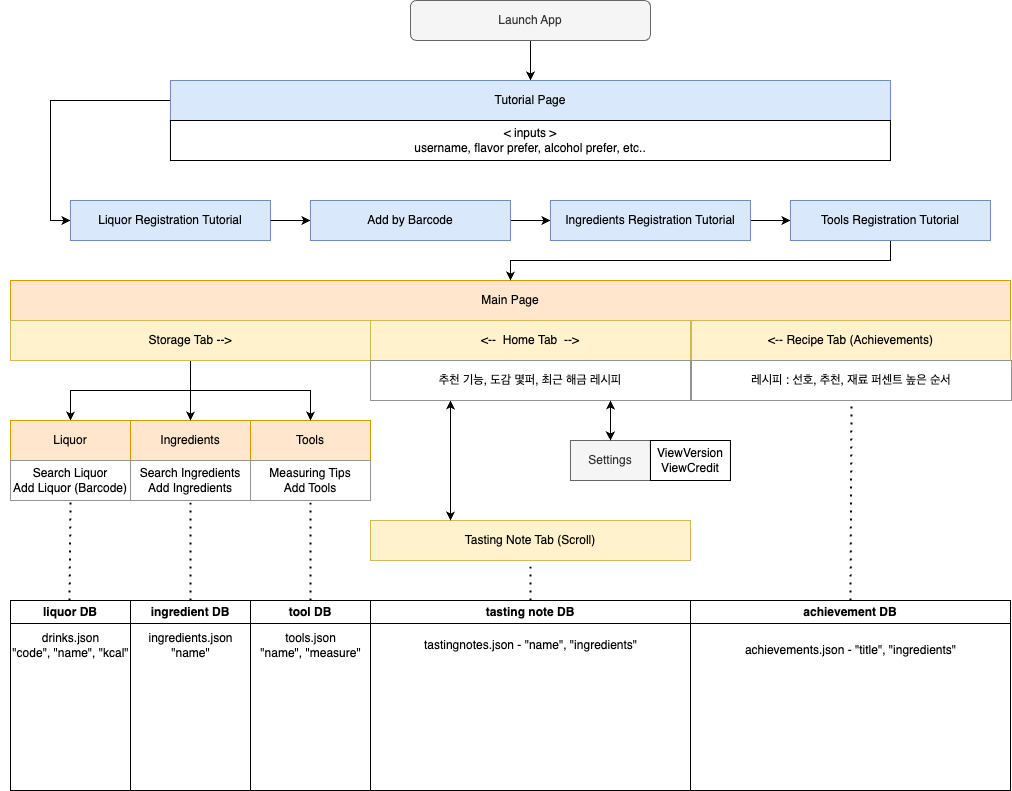 Launch App
Tutorial Page
< inputs >
username, flavor prefer, alcohol prefer, etc..
Liquor Registration Tutorial
Add by Barcode
Ingredients Registration Tutorial
Tools Registration Tutorial
Main Page
Storage Tab -->
<-- Home Tab -->
<-- Recipe Tab (Achievements)
추천 기능, 도감 몇퍼, 최근 해금 레시피
레시피 : 선호, 추천, 재료 퍼센트 높은 순서
Liquor
Ingredients
Tools
Search Liquor
Add Liquor (Barcode)
Search Ingredients
Add Ingredients
Measuring Tips
Add Tools
Settings
ViewVersion
ViewCredit
Tasting Note Tab (Scroll)
liquor DB
ingredient DB
tool DB
tasting note DB
achievement DB
drinks.json
"code", "name", "kcal"
ingredients.json
"name"
tools.json
"name", "measure"
tastingnotes.json - "name", "ingredients"
achievements.json - "title", "ingredients"